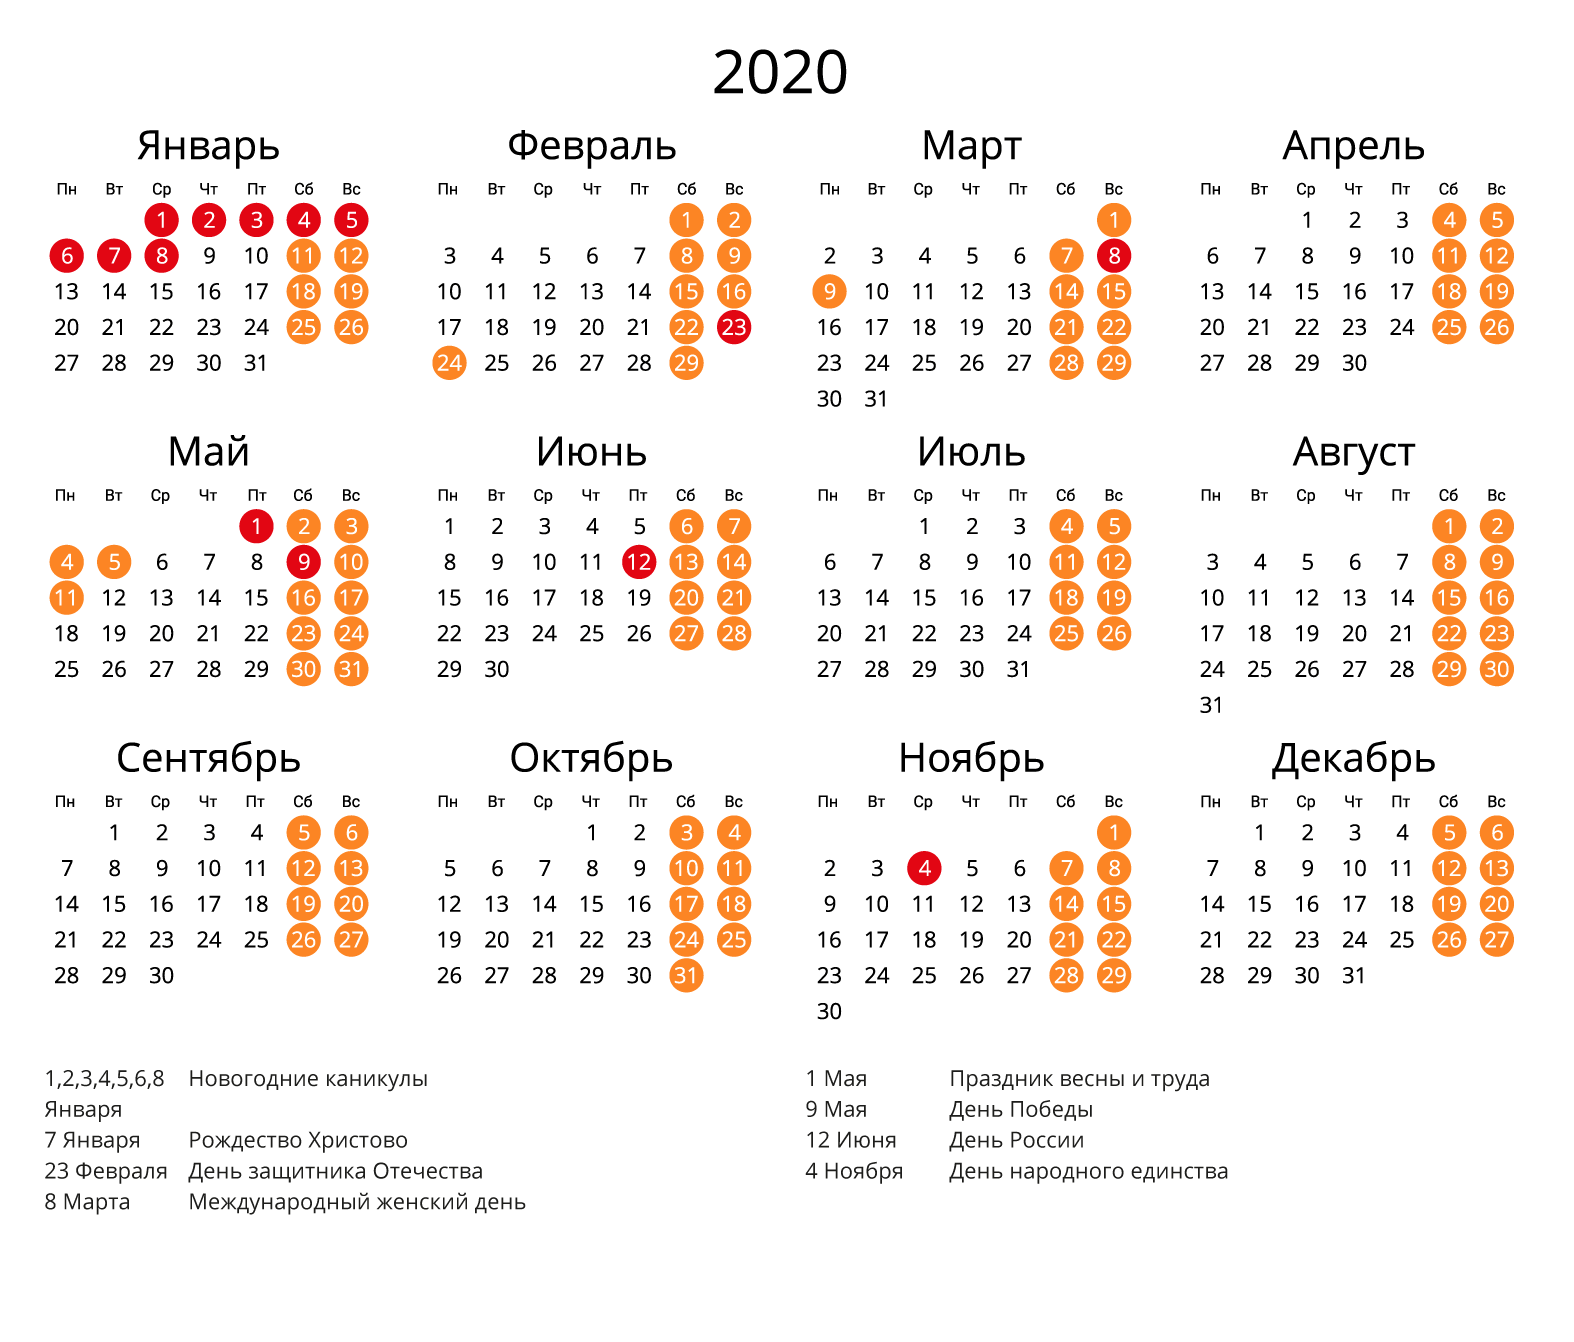 2020
Январь
Пн Вт Ср Чт Пт Сб Вс
1 2 3 4 5
6 7 8 9 10 11 12
13 14 15 16 17 18 19
20 21 22 23 24 25 26
27 28 29 30 31
Февраль
Пн Вт Ср Чт Пт Сб Вс
1 2
3 4 5 6 7 8 9
10 11 12 13 14 15 16
17 18 19 20 21 22 23
24 25 26 27 28 29
Март
Пн Вт Ср Чт Пт Сб Вс
1
2 3 4 5 6 7 8
9 10 11 12 13 14 15
16 17 18 19 20 21 22
23 24 25 26 27 28 29
30 31
Апрель
Пн Вт Ср Чт Пт Сб Вс
1 2 3 4 5
6 7 8 9 10 11 12
13 14 15 16 17 18 19
20 21 22 23 24 25 26
27 28 29 30
Май
Пн Вт Ср Чт Пт Сб Вс
1 2 3
4 5 6 7 8 9 10
11 12 13 14 15 16 17
18 19 20 21 22 23 24
25 26 27 28 29 30 31
Июнь
Пн Вт Ср Чт Пт Сб Вс
1 2 3 4 5 6 7
8 9 10 11 12 13 14
15 16 17 18 19 20 21
22 23 24 25 26 27 28
29 30
Июль
Пн Вт Ср Чт Пт Сб Вс
1 2 3 4 5
6 7 8 9 10 11 12
13 14 15 16 17 18 19
20 21 22 23 24 25 26
27 28 29 30 31
Август
Пн Вт Ср Чт Пт Сб Вс
1 2
3 4 5 6 7 8 9
10 11 12 13 14 15 16
17 18 19 20 21 22 23
24 25 26 27 28 29 30
31
Сентябрь
Пн Вт Ср Чт Пт Сб Вс
1 2 3 4 5 6
7 8 9 10 11 12 13
14 15 16 17 18 19 20
21 22 23 24 25 26 27
28 29 30
Октябрь
Пн Вт Ср Чт Пт Сб Вс
1 2 3 4
5 6 7 8 9 10 11
12 13 14 15 16 17 18
19 20 21 22 23 24 25
26 27 28 29 30 31
Ноябрь
Пн Вт Ср Чт Пт Сб Вс
1
2 3 4 5 6 7 8
9 10 11 12 13 14 15
16 17 18 19 20 21 22
23 24 25 26 27 28 29
30
Декабрь
Пн Вт Ср Чт Пт Сб Вс
1 2 3 4 5 6
7 8 9 10 11 12 13
14 15 16 17 18 19 20
21 22 23 24 25 26 27
28 29 30 31
1,2,3,4,5,6,8 Новогодние каникулы
Января
7 Января Рождество Христово
23 Февраля День защитника Отечества
8 Марта Международный женский день
1 Мая Праздник весны и труда
9 Мая День Победы
12 Июня День России
4 Ноября День народного единства